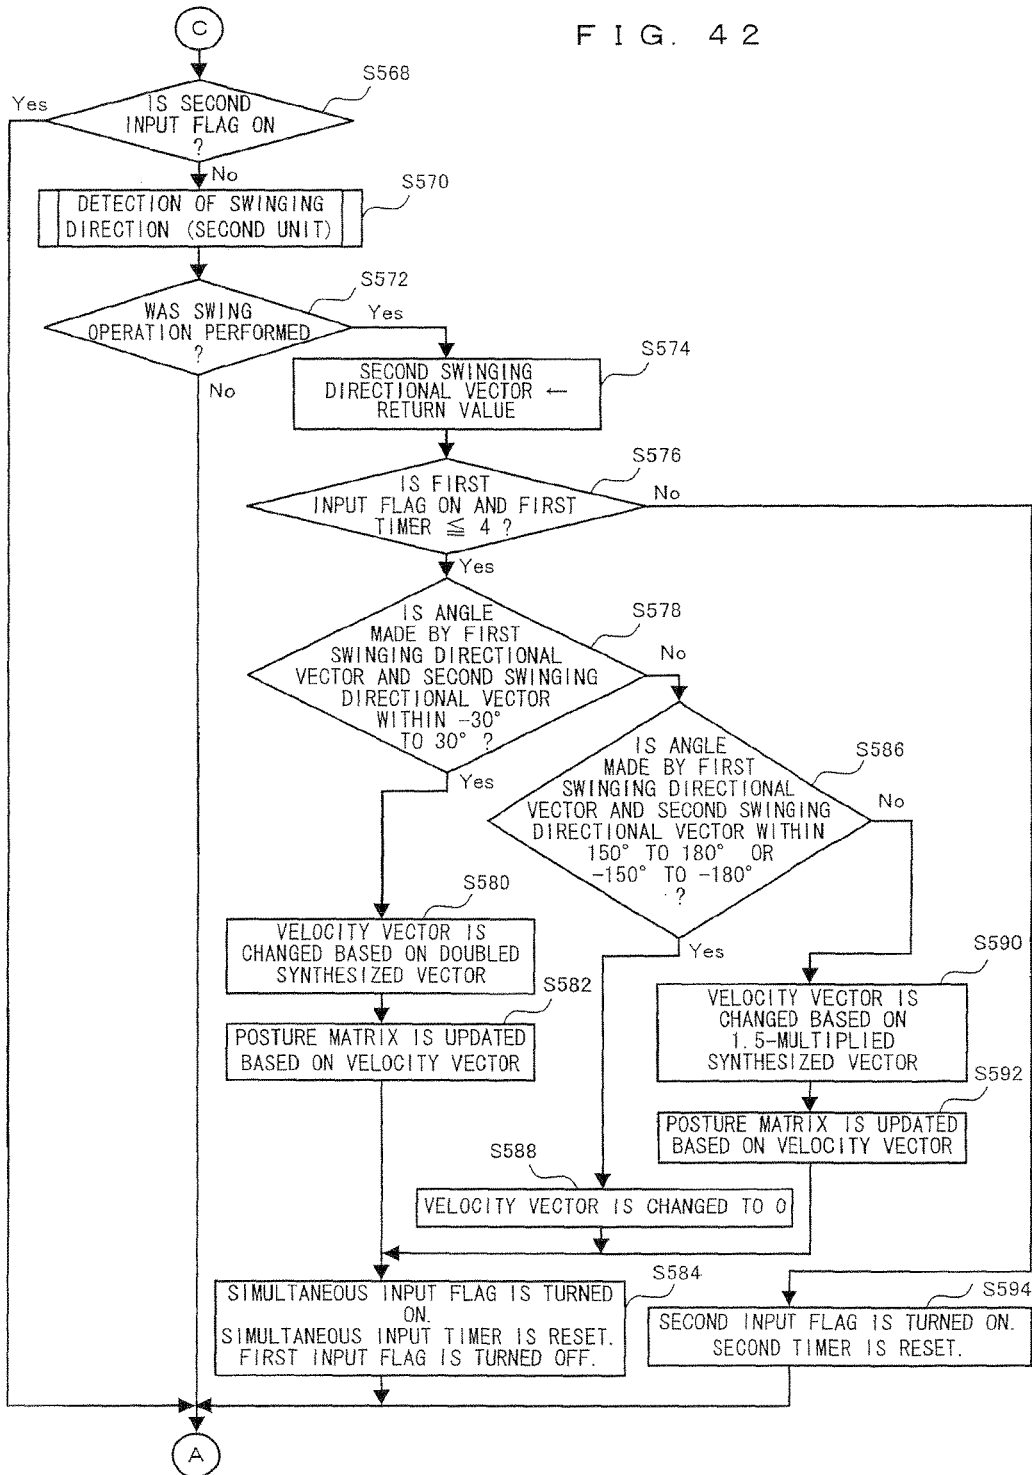 FIG. 42
C
S568
Yes
IS SECOND
INPUT FLAG ON
?
No
S570
DETECTION OF SWINGING
DIRECTION (SECOND UNIT)
S572
WAS SWING
OPERATION PERFORMED
?
Yes
No
S574
SECOND SWINGING
DIRECTIONAL VECTOR ←
RETURN VALUE
S576
IS FIRST
INPUT FLAG ON AND FIRST
TIMER ≦ 4 ?
No
Yes
S578
IS ANGLE
MADE BY FIRST
SWINGING DIRECTIONAL
VECTOR AND SECOND SWINGING
DIRECTIONAL VECTOR
WITHIN -30°
TO 30° ?
No
Yes
S586
IS ANGLE
MADE BY FIRST
SWINGING DIRECTIONAL
VECTOR AND SECOND SWINGING
DIRECTIONAL VECTOR WITHIN
150° TO 180° OR
-150° TO -180°
?
No
Yes
S580
VELOCITY VECTOR IS
CHANGED BASED ON DOUBLED
SYNTHESIZED VECTOR
S582
POSTURE MATRIX IS UPDATED
BASED ON VELOCITY VECTOR
S590
VELOCITY VECTOR IS
CHANGED BASED ON
1.5-MULTIPLIED
SYNTHESIZED VECTOR
S592
POSTURE MATRIX IS UPDATED
BASED ON VELOCITY VECTOR
S588
VELOCITY VECTOR IS CHANGED TO 0
S584
SIMULTANEOUS INPUT FLAG IS TURNED
ON.
SIMULTANEOUS INPUT TIMER IS RESET.
FIRST INPUT FLAG IS TURNED OFF.
S594
SECOND INPUT FLAG IS TURNED ON.
SECOND TIMER IS RESET.
A